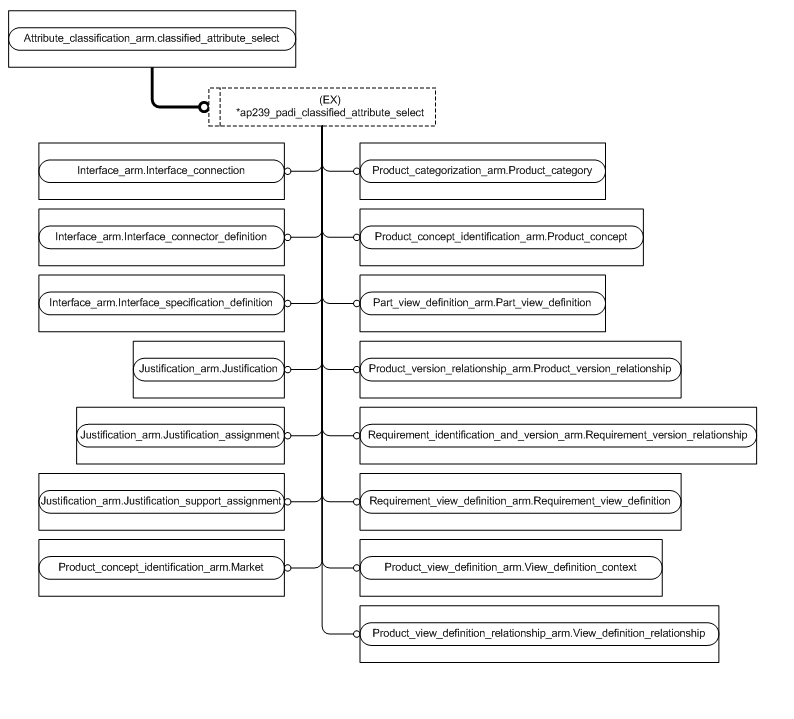 Attribute_classification_arm.classified_attribute_select
(EX)
*ap239_padi_classified_attribute_select
Interface_arm.Interface_connection
Product_categorization_arm.Product_category
Interface_arm.Interface_connector_definition
Product_concept_identification_arm.Product_concept
Interface_arm.Interface_specification_definition
Part_view_definition_arm.Part_view_definition
Justification_arm.Justification
Product_version_relationship_arm.Product_version_relationship
Justification_arm.Justification_assignment
Requirement_identification_and_version_arm.Requirement_version_relationship
Justification_arm.Justification_support_assignment
Requirement_view_definition_arm.Requirement_view_definition
Product_concept_identification_arm.Market
Product_view_definition_arm.View_definition_context
Product_view_definition_relationship_arm.View_definition_relationship